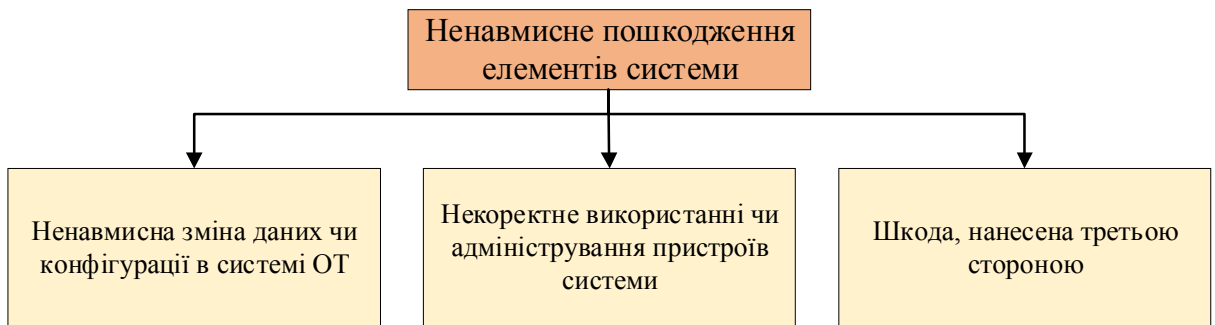 Ненавмисне пошкодження
елементів системи
Ненавмисна зміна даних чи
конфігурації в системі ОТ
Некоректне використанні чи
адміністрування пристроїв
системи
Шкода, нанесена третьою
стороною